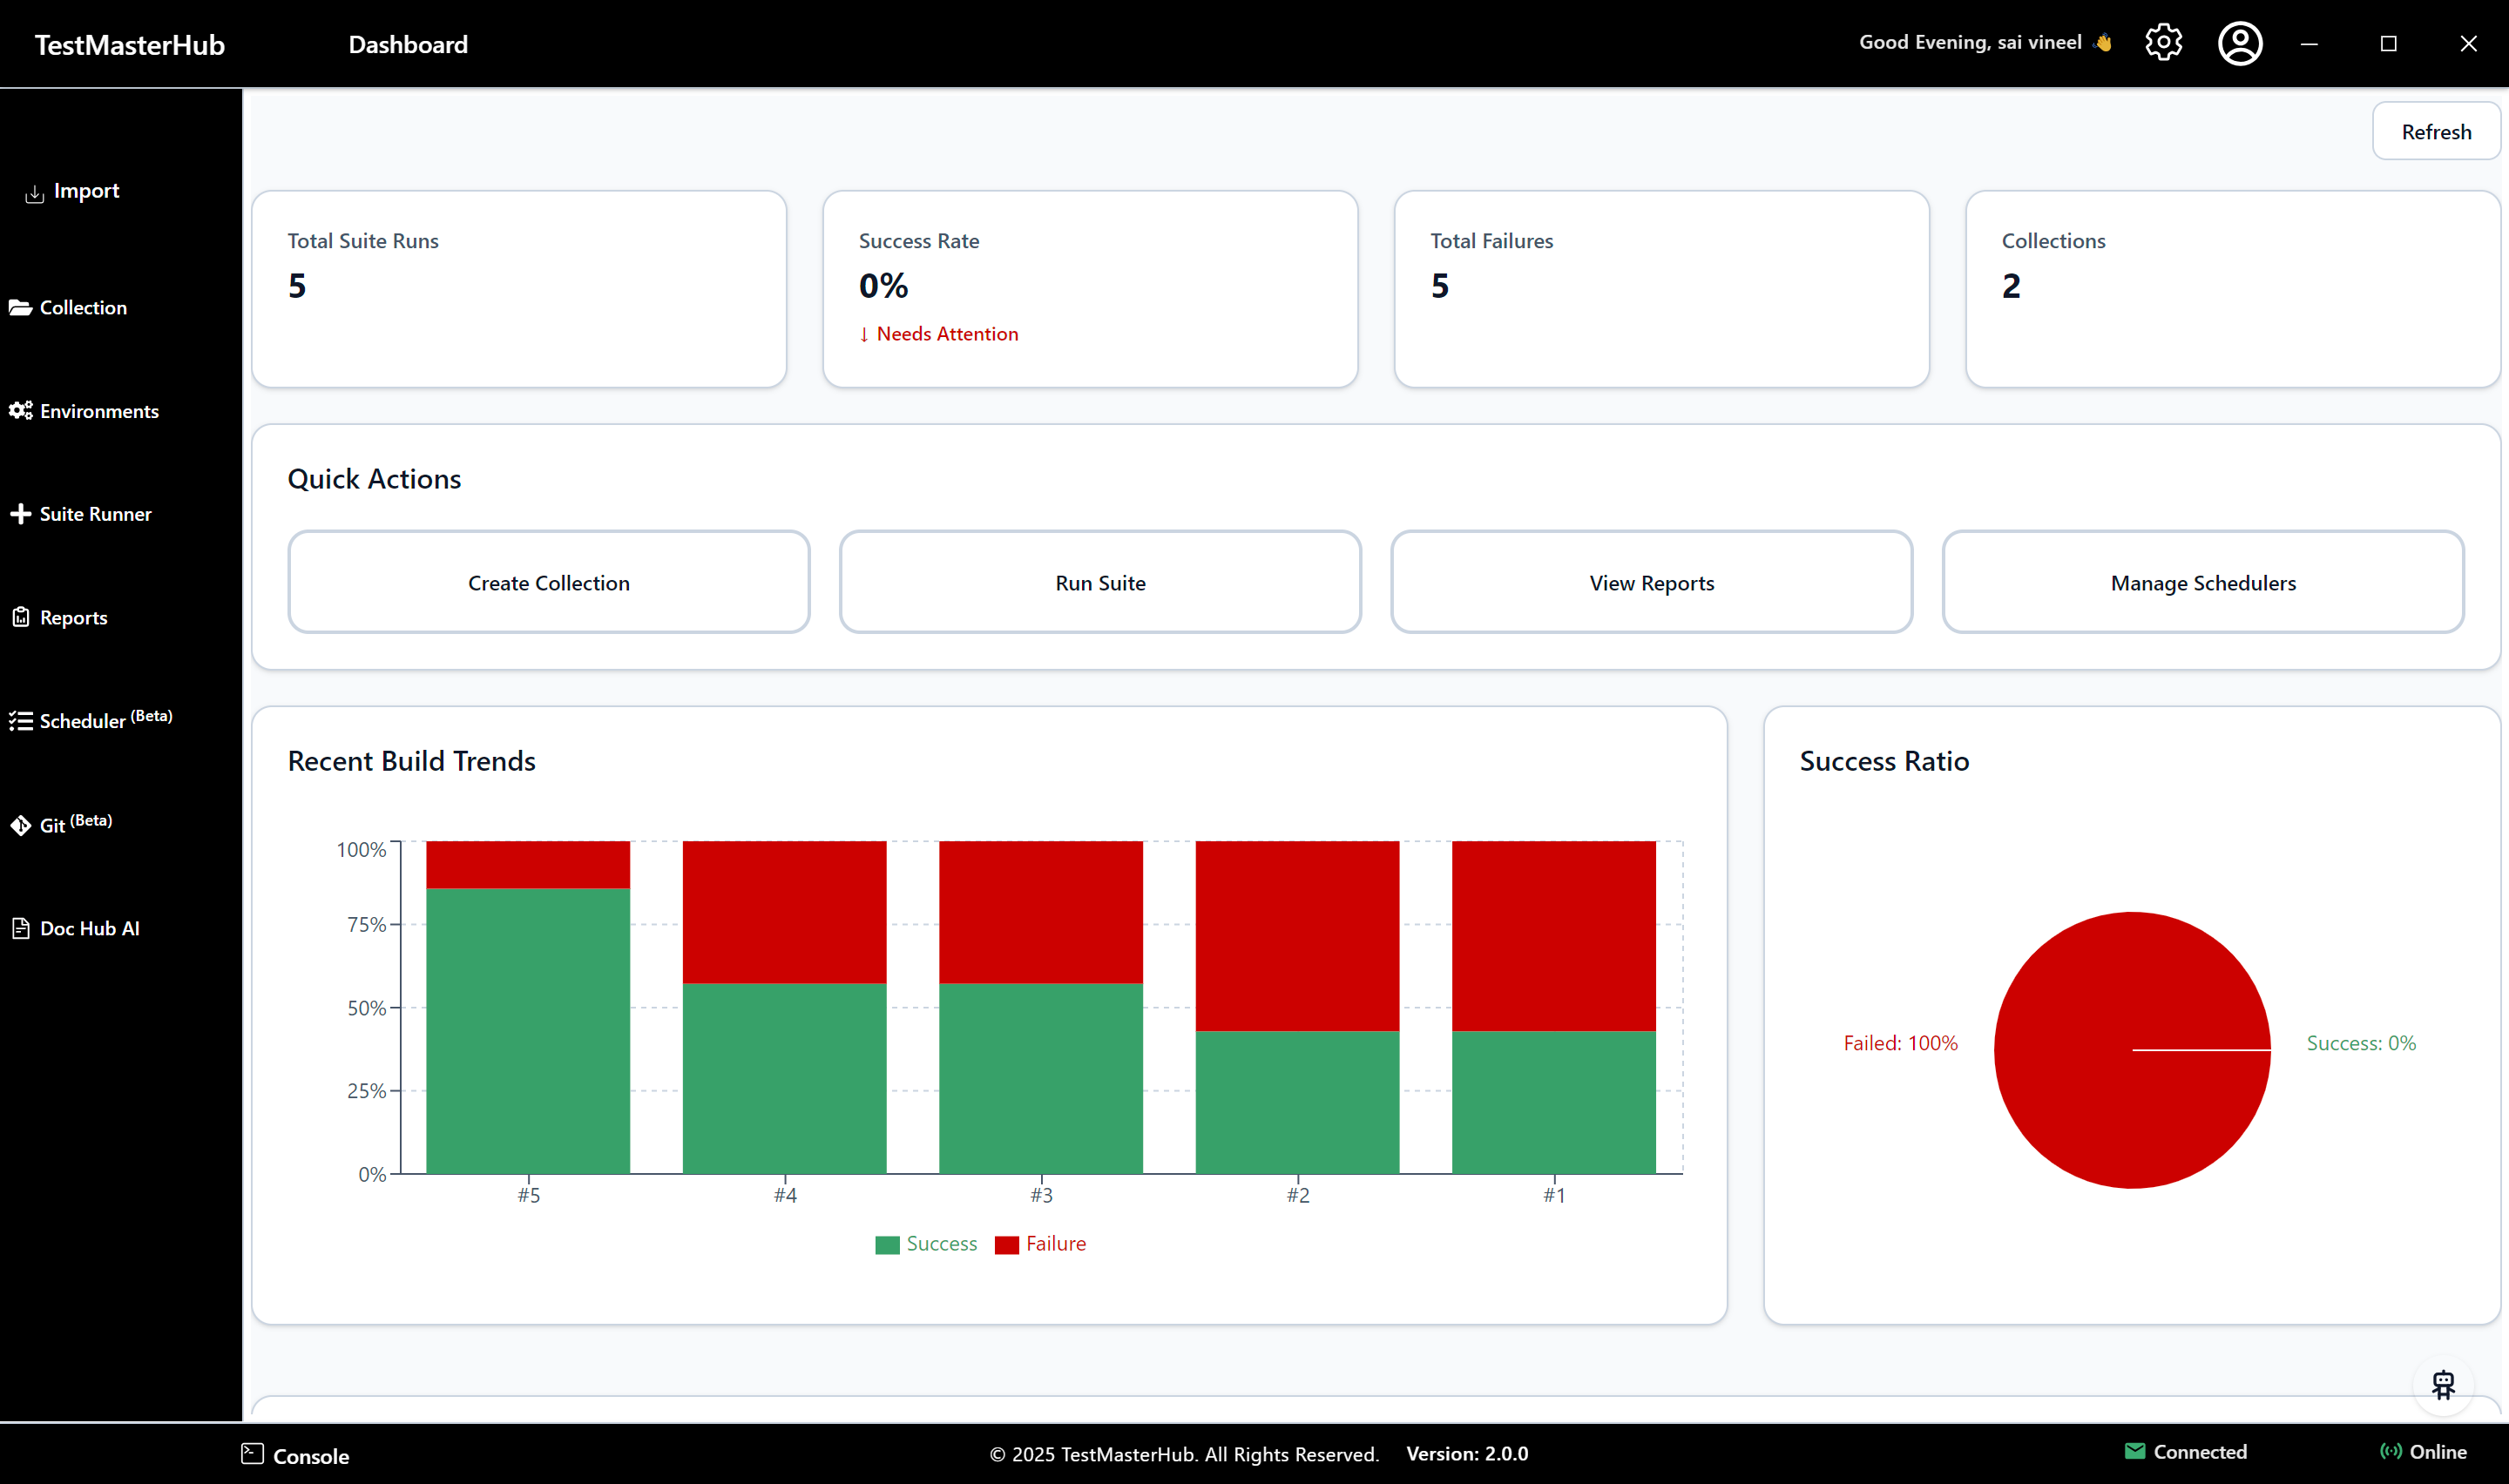 TestMasterHub
Dashboard
Good Evening, sai vineel 👋
Refresh
Import
Collection
Environments
Suite Runner
Reports
Scheduler (Beta)
Git (Beta)
Doc Hub AI
Total Suite Runs
5
Success Rate
0%
↓ Needs Attention
Total Failures
5
Collections
2
Quick Actions
Create Collection
Run Suite
View Reports
Manage Schedulers
Recent Build Trends
100%
75%
50%
25%
0%
#5
#4
#3
#2
#1
Success
Failure
Success Ratio
Failed: 100%
Success: 0%
Console
© 2025 TestMasterHub. All Rights Reserved.
Version: 2.0.0
Connected
Online